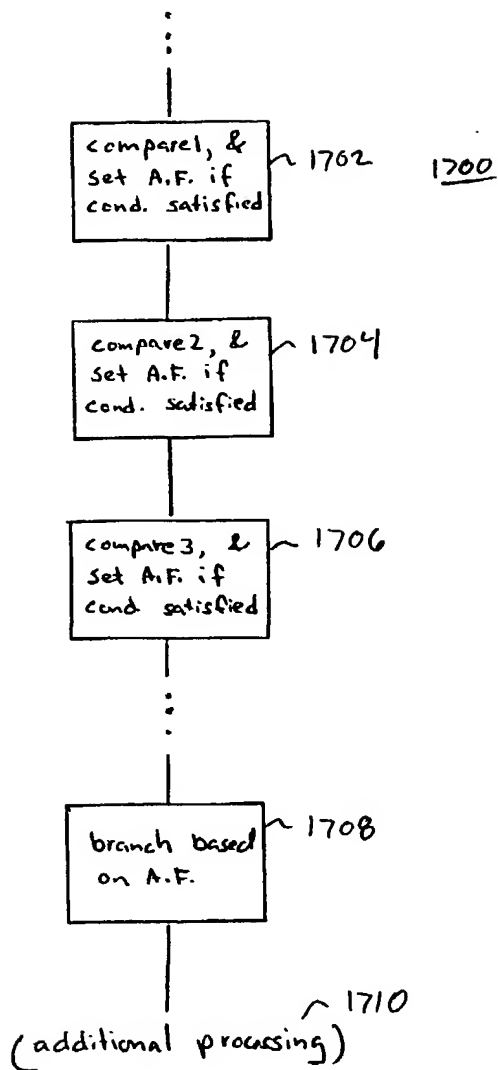 compare1, &
set A.F. if
cond. satisfied
1702
1700
compare2, &
set A.F. if
cond. satisfied
1704
compare3, &
set A.F. if
cond satisfied
1706
branch based
on A.F.
1708
1710
(additional processing)